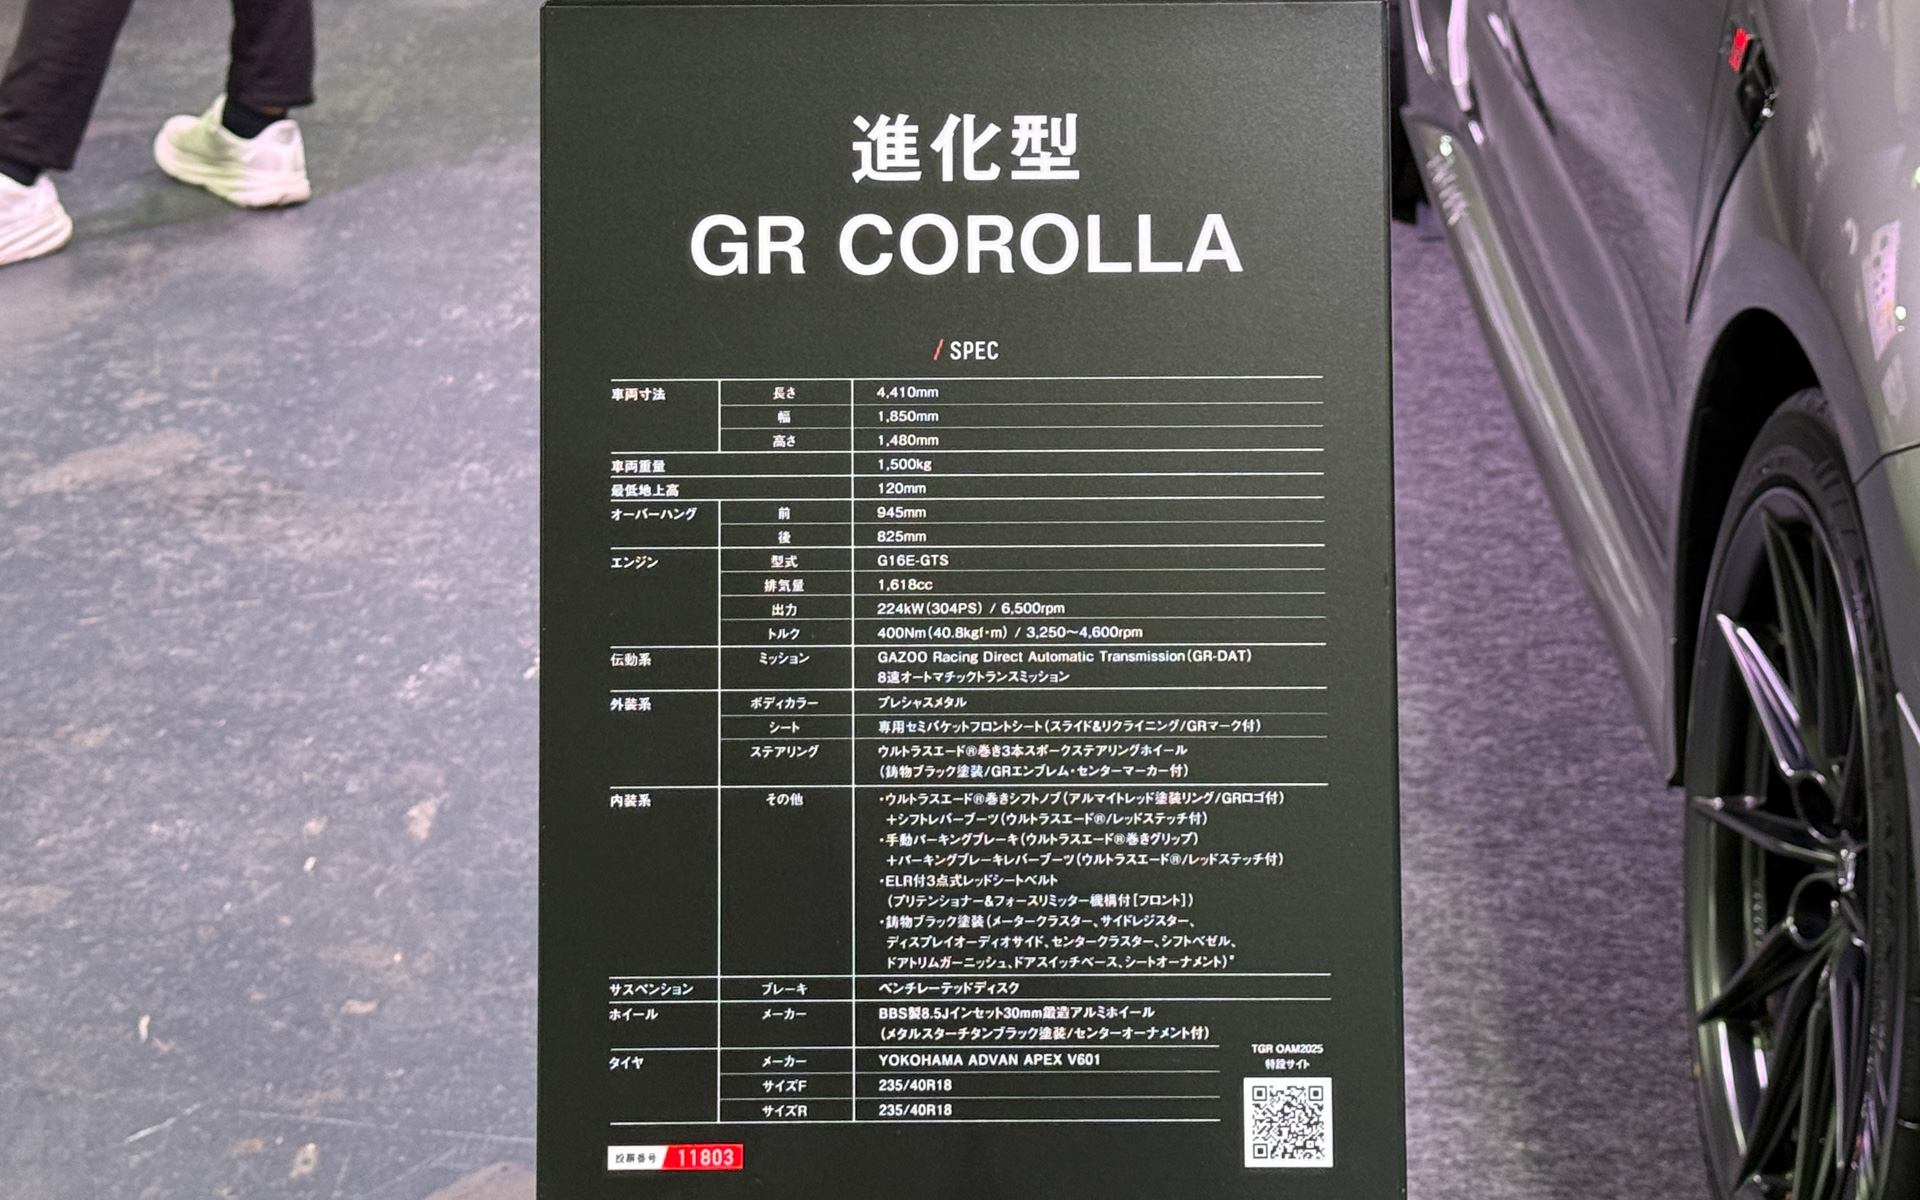 進化型
GR COROLLA
/ SPEC
車両寸法 長さ 4,410mm
幅 1,850mm
高さ 1,480mm
車両重量 1,500kg
最低地上高 120mm
オーバーハング 前 945mm
後 825mm
エンジン 型式 G16E-GTS
排気量 1,618cc
出力 224kW(304PS) / 6,500rpm
トルク 400Nm(40.8kgf・m) / 3,250〜4,600rpm
伝動系 ミッション GAZOO Racing Direct Automatic Transmission(GR-DAT)
8速オートマチックトランスミッション
外装系 ボディカラー プレシャスメタル
シート 専用セミバケットフロントシート(スライド&リクライニング/GRマーク付)
ステアリング ウルトラスエード®巻き3本スポークステアリングホイール
(鋳物ブラック塗装/GRエンブレム・センターマーカー付)
内装系 その他 ・ウルトラスエード®巻きシフトノブ(アルマイトレッド塗装リング/GRロゴ付)
＋シフトレバーブーツ(ウルトラスエード®/レッドステッチ付)
・手動パーキングブレーキ(ウルトラスエード®巻きグリップ)
＋パーキングブレーキレバーブーツ(ウルトラスエード®/レッドステッチ付)
・ELR付3点式レッドシートベルト
(プリテンショナー&フォースリミッター機構付[フロント])
・鋳物ブラック塗装(メータークラスター、サイドレジスター、
ディスプレイオーディオサイド、センタークラスター、シフトベゼル、
ドアトリムガーニッシュ、ドアスイッチベース、シートオーナメント)*
サスペンション ブレーキ ベンチレーテッドディスク
ホイール メーカー BBS製8.5Jインセット30mm鍛造アルミホイール
(メタルスターチタンブラック塗装/センターオーナメント付)
タイヤ メーカー YOKOHAMA ADVAN APEX V601
サイズF 235/40R18
サイズR 235/40R18
TGR OAM2025
特設サイト
投票番号 11803